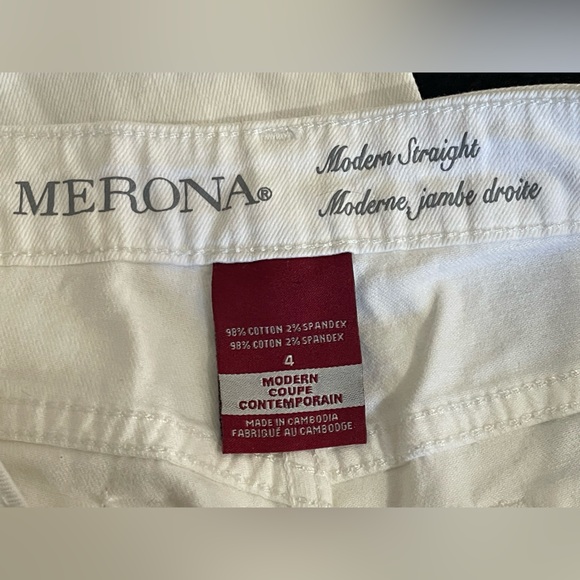 MERONA®
Modern Straight
Moderne, jambe droite
98% COTTON 2% SPANDEX
98% COTON 2% SPANDEX
4
MODERN
COUPE
CONTEMPORAIN
MADE IN CAMBODIA
FABRIQUÉ AU CAMBODGE